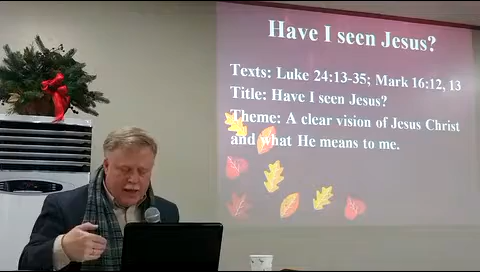 Have I seen Jesus?
Texts: Luke 24:13-35; Mark 16:12, 13
Title: Have I seen Jesus?
Theme: A clear vision of Jesus Christ
and what He means to me.